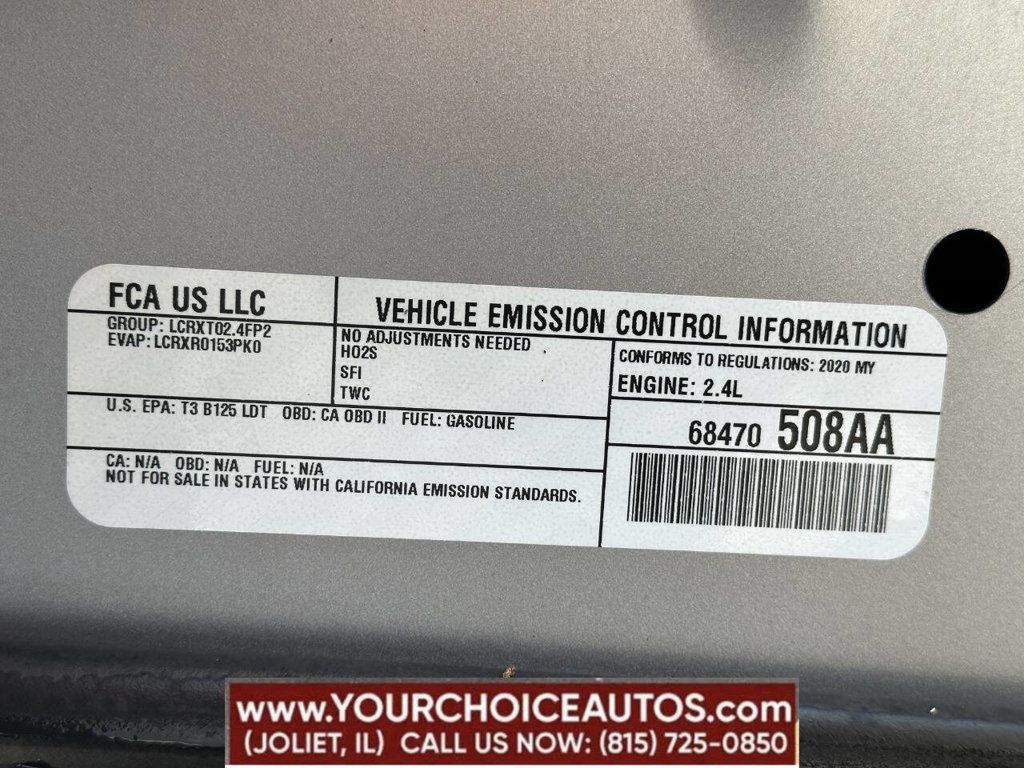 FCA US LLC
VEHICLE EMISSION CONTROL INFORMATION
GROUP: LCRXT02.4FP2
EVAP: LCRXR0153PK0
NO ADJUSTMENTS NEEDED
HO2S
SFI
TWC
CONFORMS TO REGULATIONS: 2020 MY
ENGINE: 2.4L
U.S. EPA: T3 B125 LDT OBD: CA OBD II FUEL: GASOLINE
68470 508AA
CA: N/A OBD: N/A FUEL: N/A
NOT FOR SALE IN STATES WITH CALIFORNIA EMISSION STANDARDS.
www.YOURCHOICEAUTOS.com
(JOLIET, IL) CALL US NOW: (815) 725-0850